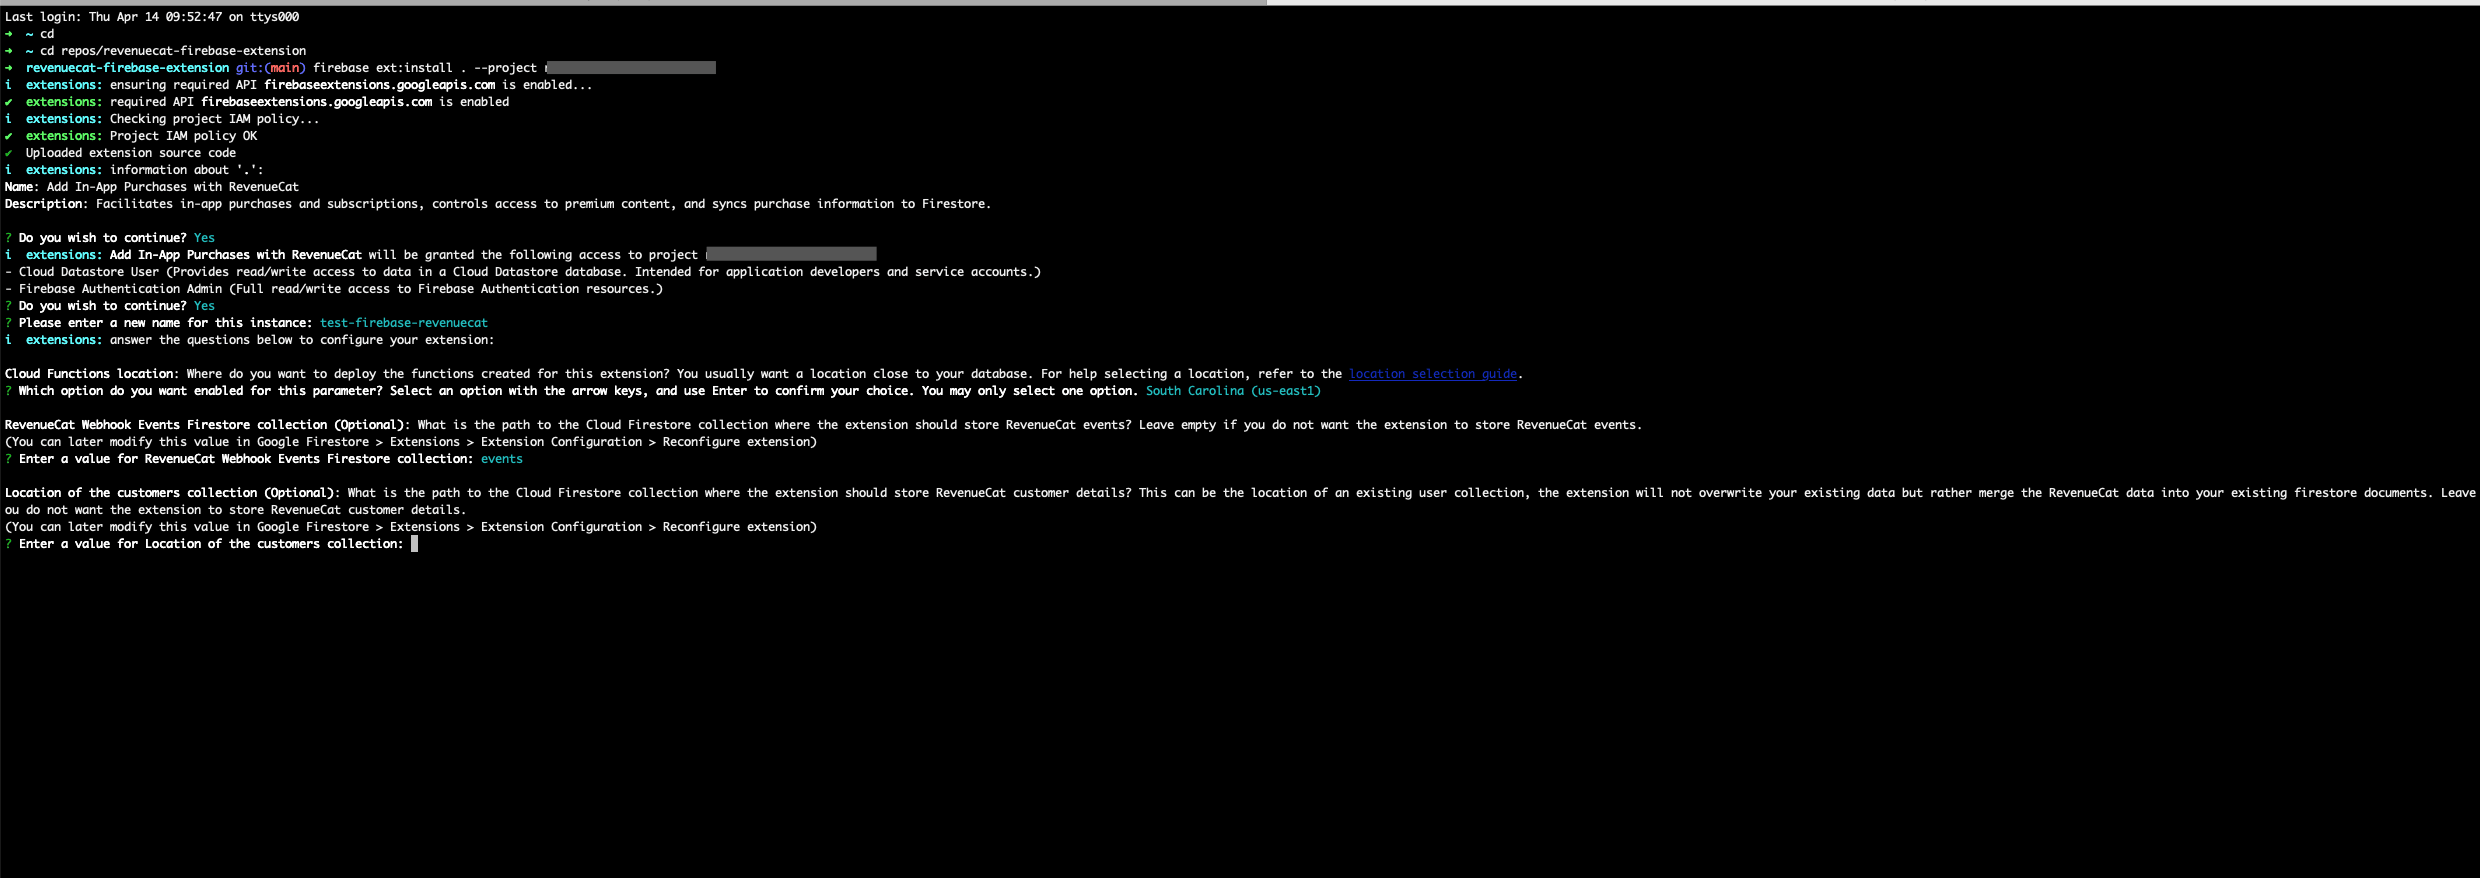 Last login: Thu Apr 14 09:52:47 on ttys000
➜  ~ cd
➜  ~ cd repos/revenuecat-firebase-extension
➜  revenuecat-firebase-extension git:(main) firebase ext:install . --project
i  extensions: ensuring required API firebaseextensions.googleapis.com is enabled...
✔  extensions: required API firebaseextensions.googleapis.com is enabled
i  extensions: Checking project IAM policy...
✔  extensions: Project IAM policy OK
✔  Uploaded extension source code
i  extensions: information about '.':
Name: Add In-App Purchases with RevenueCat
Description: Facilitates in-app purchases and subscriptions, controls access to premium content, and syncs purchase information to Firestore.
? Do you wish to continue? Yes
i  extensions: Add In-App Purchases with RevenueCat will be granted the following access to project
- Cloud Datastore User (Provides read/write access to data in a Cloud Datastore database. Intended for application developers and service accounts.)
- Firebase Authentication Admin (Full read/write access to Firebase Authentication resources.)
? Do you wish to continue? Yes
? Please enter a new name for this instance: test-firebase-revenuecat
i  extensions: answer the questions below to configure your extension:
Cloud Functions location: Where do you want to deploy the functions created for this extension? You usually want a location close to your database. For help selecting a location, refer to the location selection guide.
? Which option do you want enabled for this parameter? Select an option with the arrow keys, and use Enter to confirm your choice. You may only select one option. South Carolina (us-east1)
RevenueCat Webhook Events Firestore collection (Optional): What is the path to the Cloud Firestore collection where the extension should store RevenueCat events? Leave empty if you do not want the extension to store RevenueCat events.
(You can later modify this value in Google Firestore > Extensions > Extension Configuration > Reconfigure extension)
? Enter a value for RevenueCat Webhook Events Firestore collection: events
Location of the customers collection (Optional): What is the path to the Cloud Firestore collection where the extension should store RevenueCat customer details? This can be the location of an existing user collection, the extension will not overwrite your existing data but rather merge the RevenueCat data into your existing firestore documents. Leave
ou do not want the extension to store RevenueCat customer details.
(You can later modify this value in Google Firestore > Extensions > Extension Configuration > Reconfigure extension)
? Enter a value for Location of the customers collection: